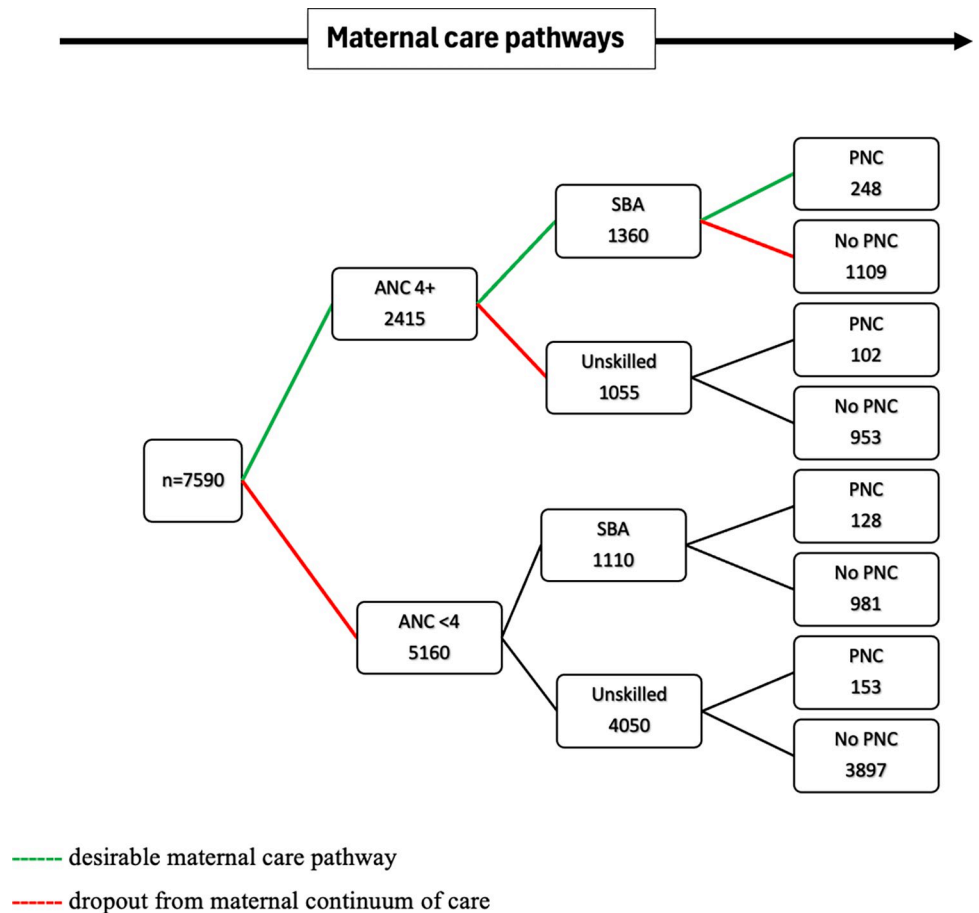 Maternal care pathways
PNC
248
SBA
1360
No PNC
1109
ANC 4+
2415
PNC
102
Unskilled
1055
No PNC
953
n=7590
PNC
128
SBA
1110
No PNC
981
ANC <4
5160
PNC
153
Unskilled
4050
No PNC
3897
desirable maternal care pathway
dropout from maternal continuum of care